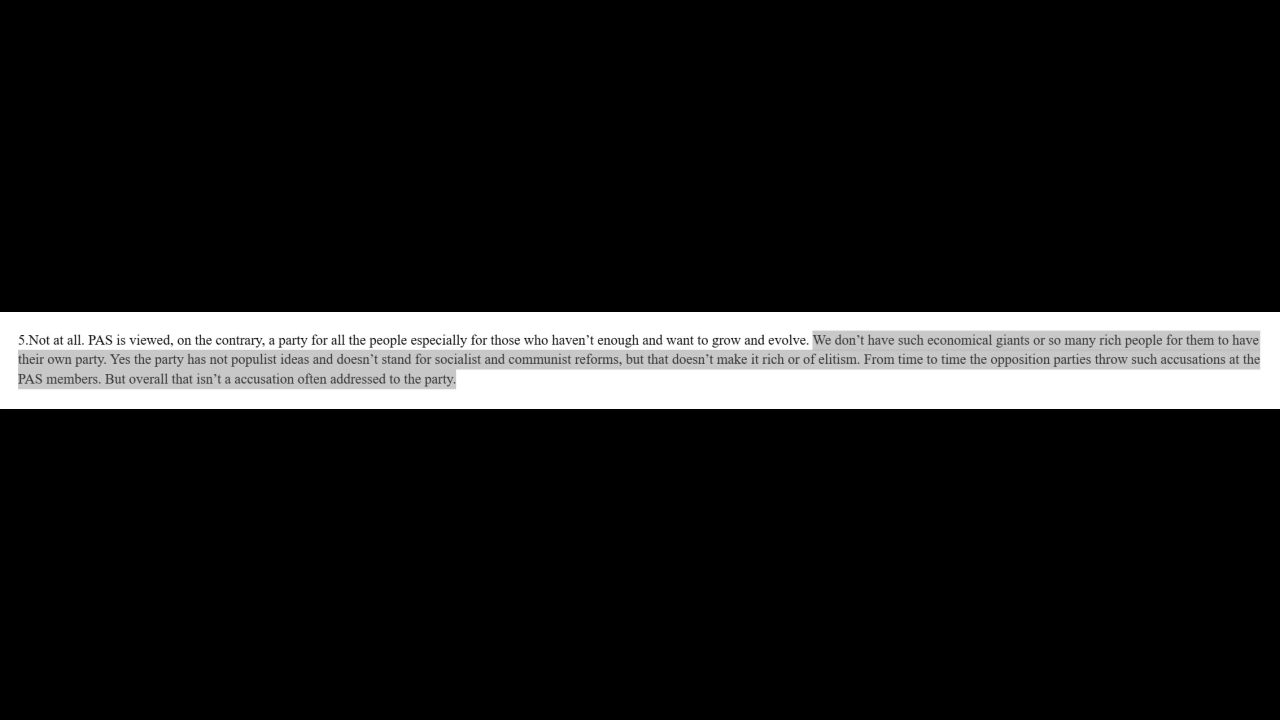 5.Not at all. PAS is viewed, on the contrary, a party for all the people especially for those who haven’t enough and want to grow and evolve. We don’t have such economical giants or so many rich people for them to have
their own party. Yes the party has not populist ideas and doesn’t stand for socialist and communist reforms, but that doesn’t make it rich or of elitism. From time to time the opposition parties throw such accusations at the
PAS members. But overall that isn’t a accusation often addressed to the party.